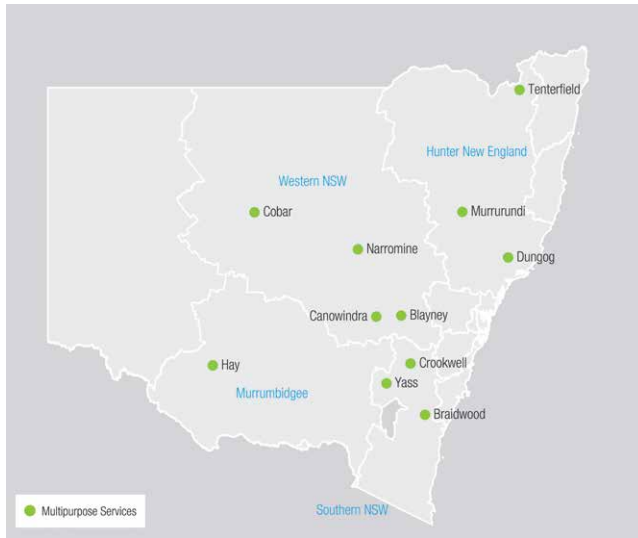 Tenterfield
Hunter New England
Western NSW
Cobar
Murrurundi
Narromine
Dungog
Canowindra
Blayney
Hay
Crookwell
Yass
Murrumbidgee
Braidwood
Multipurpose Services
Southern NSW